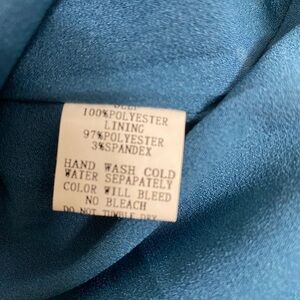 SELF
100%POLYESTER
LINING
97%POLYESTER
3%SPANDEX
HAND WASH COLD
WATER SEPAPATELY
COLOR WILL BLEED
NO BLEACH
DO NOT TUMBLE DRY